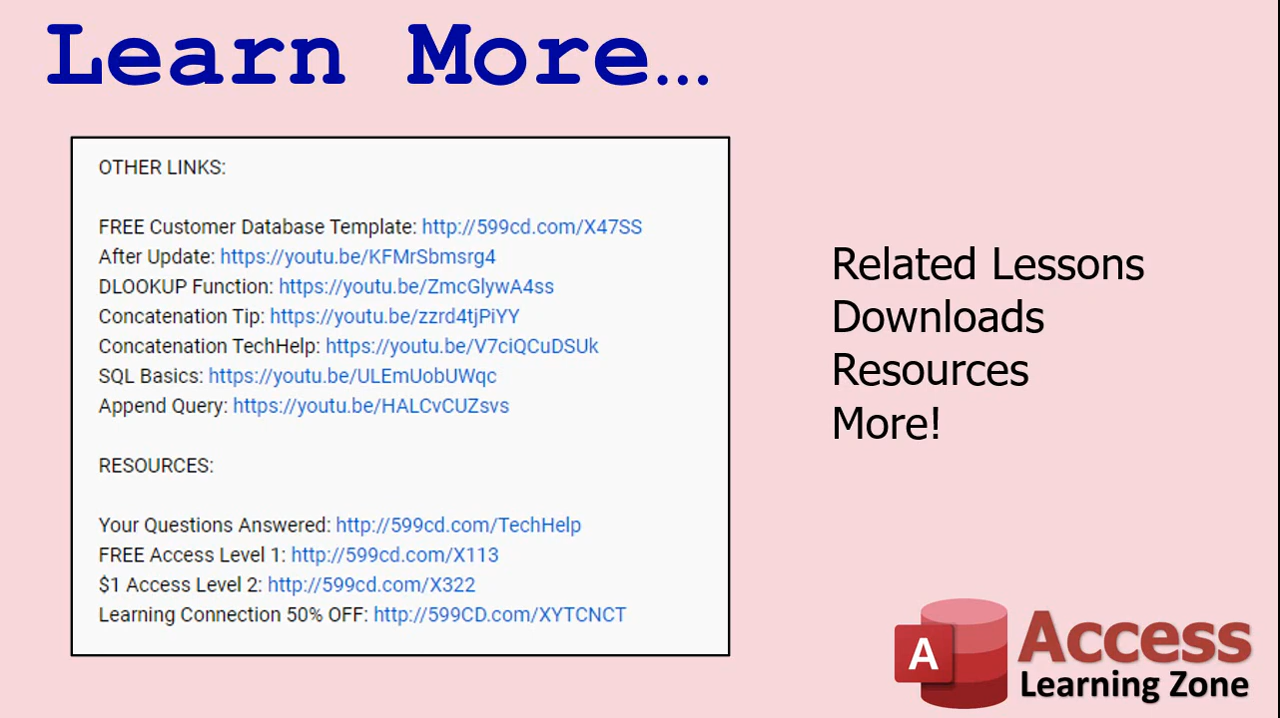 Learn More...
OTHER LINKS:
FREE Customer Database Template: http://599cd.com/X47SS
After Update: https://youtu.be/KFMrSbmsrg4
DLOOKUP Function: https://youtu.be/ZmcGlywA4ss
Concatenation Tip: https://youtu.be/zzrd4tjPiYY
Concatenation TechHelp: https://youtu.be/V7ciQCuDSUk
SQL Basics: https://youtu.be/ULEmUobUWqc
Append Query: https://youtu.be/HALCvCUZsvs
RESOURCES:
Your Questions Answered: http://599cd.com/TechHelp
FREE Access Level 1: http://599cd.com/X113
$1 Access Level 2: http://599cd.com/X322
Learning Connection 50% OFF: http://599CD.com/XYTCNCT
Related Lessons
Downloads
Resources
More!
A
Access
Learning Zone